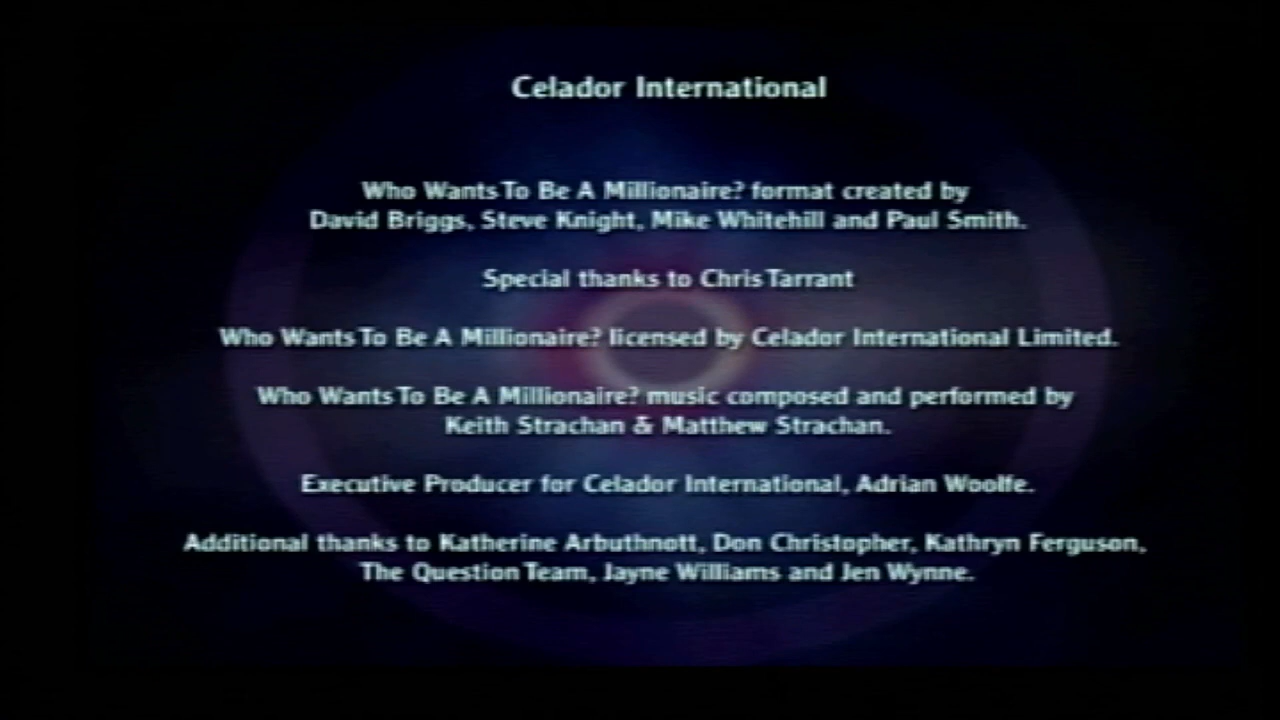 Celador International
Who Wants To Be A Millionaire? format created by
David Briggs, Steve Knight, Mike Whitehill and Paul Smith.
Special thanks to Chris Tarrant
Who Wants To Be A Millionaire? licensed by Celador International Limited.
Who Wants To Be A Millionaire? music composed and performed by
Keith Strachan & Matthew Strachan.
Executive Producer for Celador International, Adrian Woolfe.
Additional thanks to Katherine Arbuthnott, Don Christopher, Kathryn Ferguson,
The Question Team, Jayne Williams and Jen Wynne.